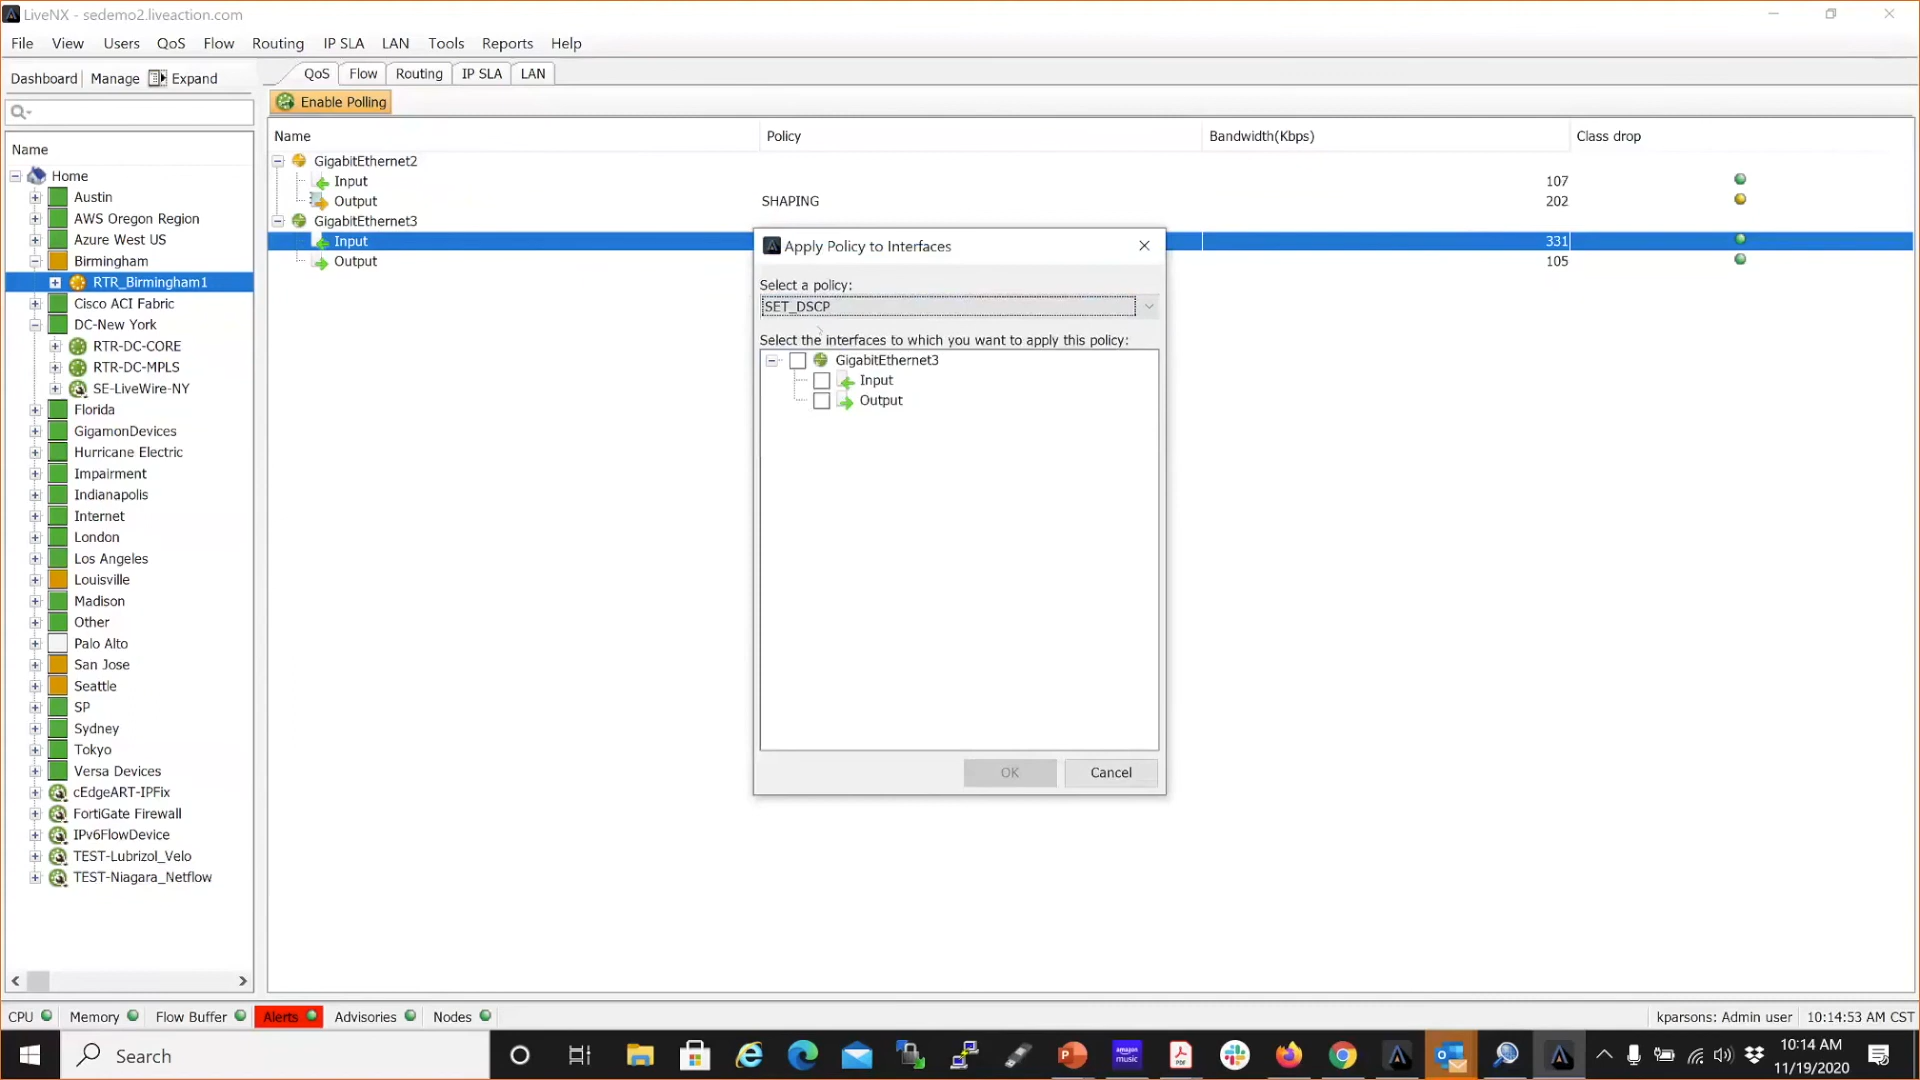 LiveNX - sedemo2.liveaction.com
File View Users QoS Flow Routing IP SLA LAN Tools Reports Help
Dashboard Manage Expand
QoS Flow Routing IP SLA LAN
Enable Polling
Name Policy Bandwidth(Kbps) Class drop
GigabitEthernet2
Input 107
Output SHAPING 202
GigabitEthernet3
Input 331
Output 105
Name
Home
Austin
AWS Oregon Region
Azure West US
Birmingham
RTR_Birmingham1
Cisco ACI Fabric
DC-New York
RTR-DC-CORE
RTR-DC-MPLS
SE-LiveWire-NY
Florida
GigamonDevices
Hurricane Electric
Impairment
Indianapolis
Internet
London
Los Angeles
Louisville
Madison
Other
Palo Alto
San Jose
Seattle
SP
Sydney
Tokyo
Versa Devices
cEdgeART-IPFix
FortiGate Firewall
IPv6FlowDevice
TEST-Lubrizol_Velo
TEST-Niagara_Netflow
Apply Policy to Interfaces
Select a policy:
SET_DSCP
Select the interfaces to which you want to apply this policy:
GigabitEthernet3
Input
Output
OK Cancel
CPU Memory Flow Buffer Alerts Advisories Nodes
kparsons: Admin user 10:14:53 AM CST
Search
amazon music
PDF
10:14 AM
11/19/2020